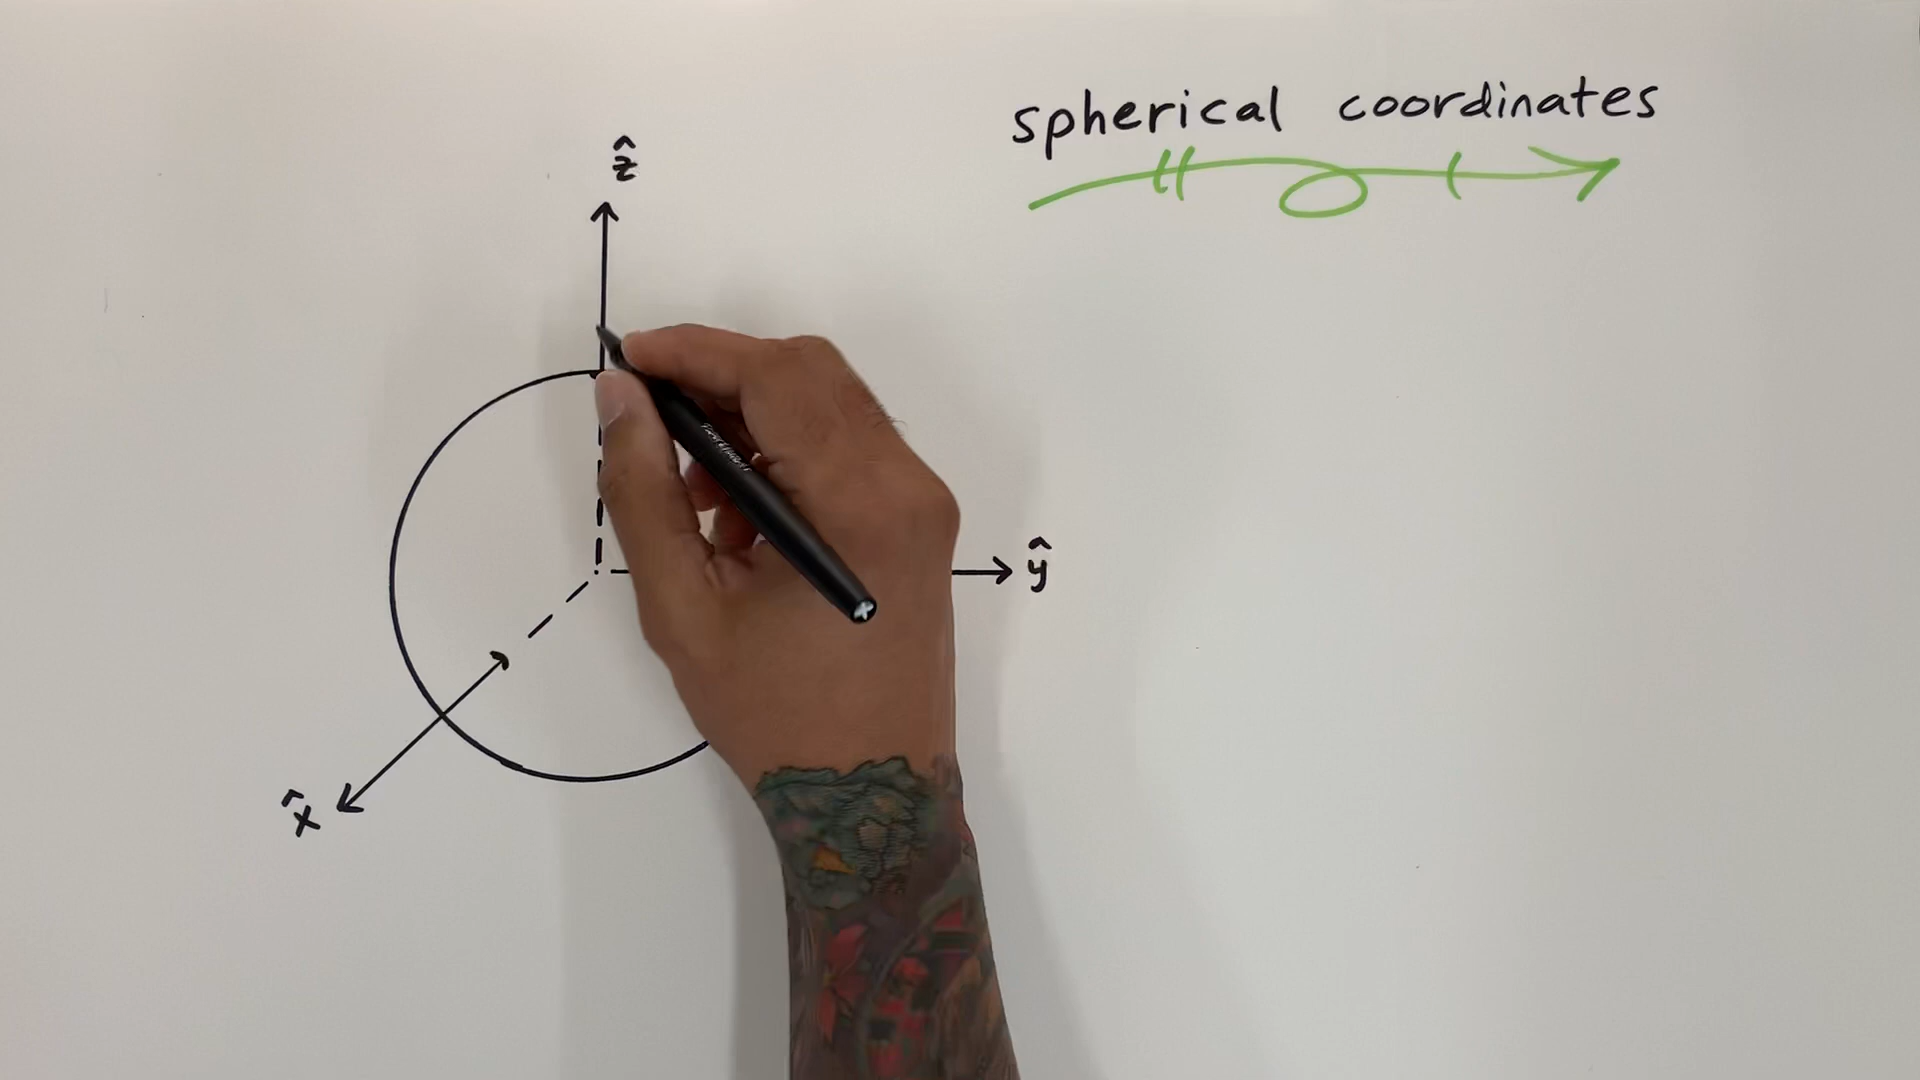 spherical coordinates
ẑ
ŷ
x̂